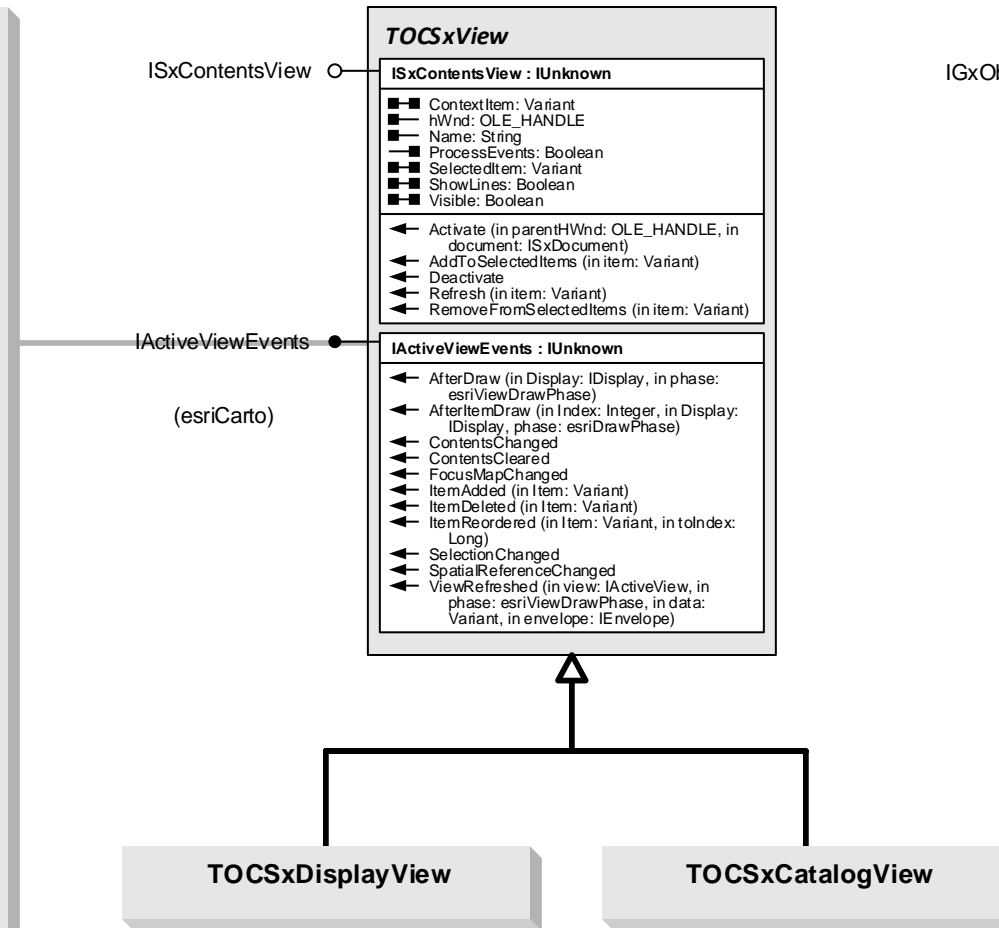 TOCSxView
ISxContentsView
ISxContentsView : IUnknown
IGxOb
ContextItem: Variant
hWnd: OLE_HANDLE
Name: String
ProcessEvents: Boolean
SelectedItem: Variant
ShowLines: Boolean
Visible: Boolean
Activate (in parentHWnd: OLE_HANDLE, in
document: ISxDocument)
AddToSelectedItems (in item: Variant)
Deactivate
Refresh (in item: Variant)
RemoveFromSelectedItems (in item: Variant)
IActiveViewEvents
(esriCarto)
IActiveViewEvents : IUnknown
AfterDraw (in Display: IDisplay, in phase:
esriViewDrawPhase)
AfterItemDraw (in Index: Integer, in Display:
IDisplay, phase: esriDrawPhase)
ContentsChanged
ContentsCleared
FocusMapChanged
ItemAdded (in Item: Variant)
ItemDeleted (in Item: Variant)
ItemReordered (in Item: Variant, in toIndex:
Long)
SelectionChanged
SpatialReferenceChanged
ViewRefreshed (in view: IActiveView, in
phase: esriViewDrawPhase, in data:
Variant, in envelope: IEnvelope)
TOCSxDisplayView
TOCSxCatalogView